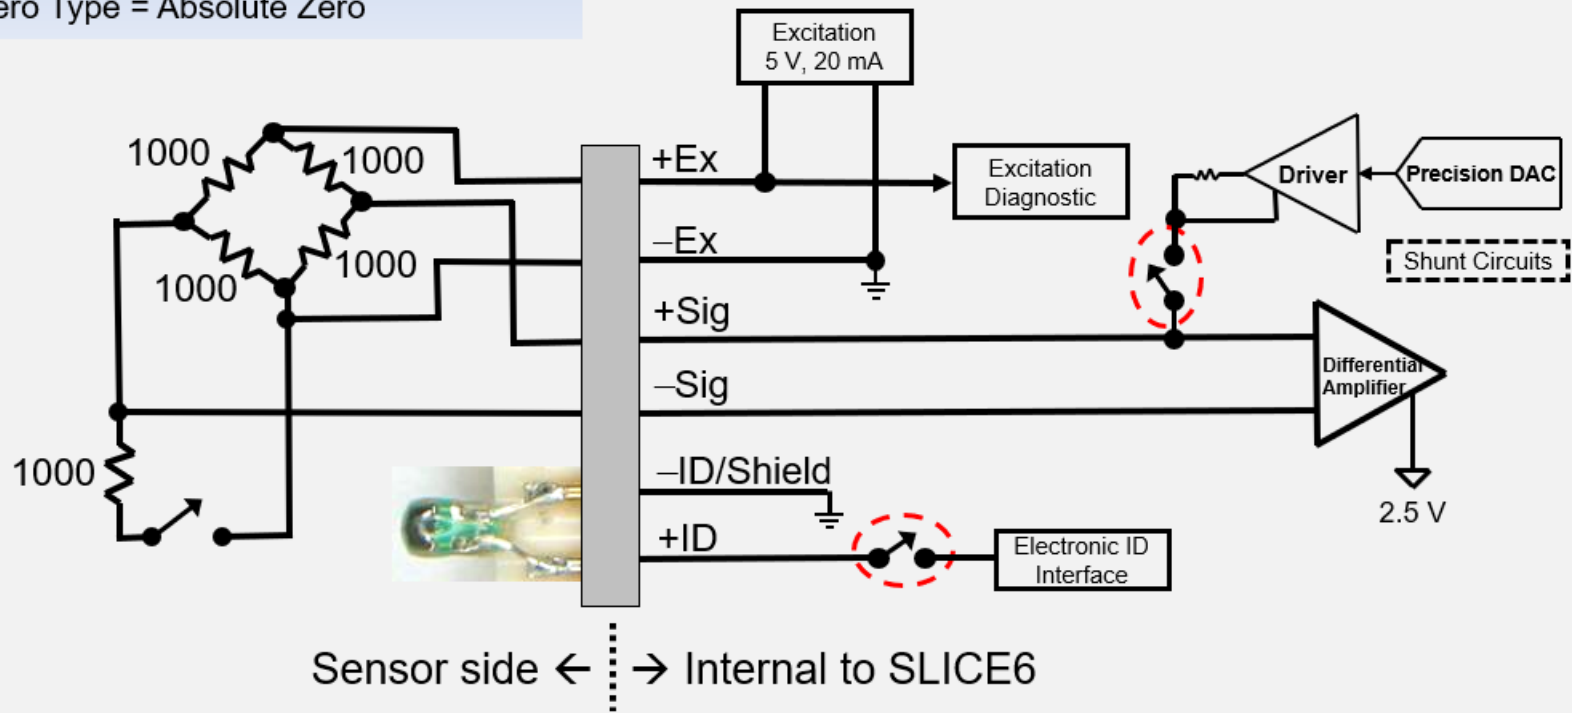 ero Type = Absolute Zero
Excitation
5 V, 20 mA
1000
1000
1000
1000
+Ex
Excitation
Diagnostic
Driver
Precision DAC
Shunt Circuits
–Ex
+Sig
–Sig
Differential
Amplifier
2.5 V
1000
–ID/Shield
+ID
Electronic ID
Interface
Sensor side ← → Internal to SLICE6